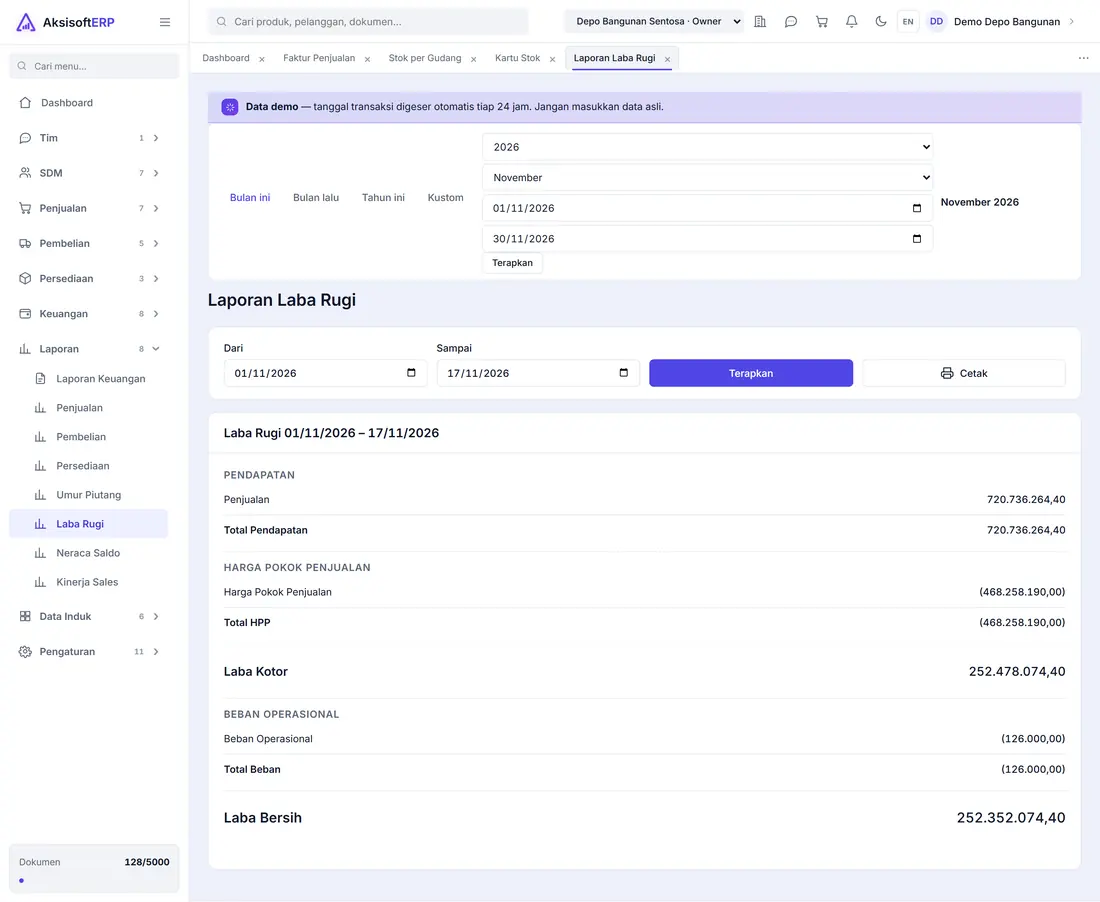 AksisoftERP
Cari produk, pelanggan, dokumen...
Depo Bangunan Sentosa · Owner
EN
DD
Demo Depo Bangunan
Cari menu...
Dashboard
Tim 1
SDM 7
Penjualan 7
Pembelian 5
Persediaan 3
Keuangan 8
Laporan 8
Laporan Keuangan
Penjualan
Pembelian
Persediaan
Umur Piutang
Laba Rugi
Neraca Saldo
Kinerja Sales
Data Induk 6
Pengaturan 11
Dokumen 128/5000
Dashboard × Faktur Penjualan × Stok per Gudang × Kartu Stok × Laporan Laba Rugi ×
Data demo — tanggal transaksi digeser otomatis tiap 24 jam. Jangan masukkan data asli.
Bulan ini Bulan lalu Tahun ini Kustom
2026
November
01/11/2026
30/11/2026
Terapkan
November 2026
Laporan Laba Rugi
Dari Sampai
01/11/2026 17/11/2026 Terapkan Cetak
Laba Rugi 01/11/2026 – 17/11/2026
PENDAPATAN
Penjualan 720.736.264,40
Total Pendapatan 720.736.264,40
HARGA POKOK PENJUALAN
Harga Pokok Penjualan (468.258.190,00)
Total HPP (468.258.190,00)
Laba Kotor 252.478.074,40
BEBAN OPERASIONAL
Beban Operasional (126.000,00)
Total Beban (126.000,00)
Laba Bersih 252.352.074,40